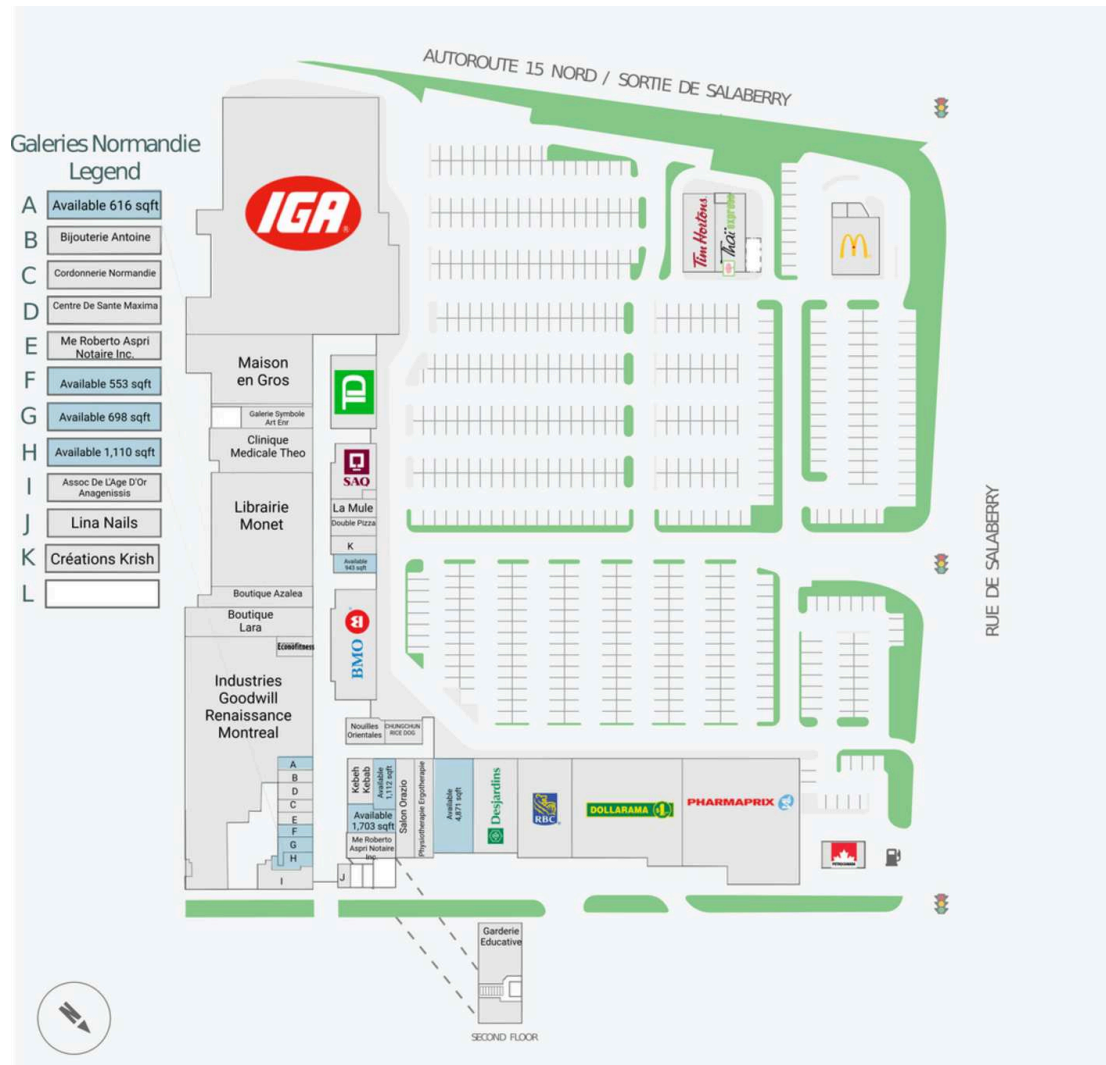 AUTOROUTE 15 NORD / SORTIE DE SALABERRY
Galeries Normandie
Legend
A
Available 616 sqft
B
Bijouterie Antoine
C
Cordonnerie Normandie
D
Centre De Sante Maxima
E
Me Roberto Aspri
Notaire Inc.
F
Available 553 sqft
G
Available 698 sqft
H
Available 1,110 sqft
I
Assoc De L'Age D'Or
Anagenissis
J
Lina Nails
K
Créations Krish
L
IGA
Tim Hortons
Thaï express
M
Maison
en Gros
TD
Galerie Symbole
Art Enr
Clinique
Medicale Theo
SAQ
Librairie
Monet
La Mule
Double Pizza
K
Available
943 sqft
Boutique Azalea
Boutique
Lara
Econofitness
BMO
Industries
Goodwill
Renaissance
Montreal
Nouilles
Orientales
CHUNGCHUN
RICE DOG
A
B
D
C
E
F
G
H
I
Kebeh
Kebab
Available
1,112 sqft
Available
1,703 sqft
Me Roberto
Aspri Notaire
Inc.
J
Salon Orazio
Physiotherapie Ergotherapie
Available
4,871 sqft
Desjardins
RBC
DOLLARAMA
PHARMAPRIX
PETRO-CANADA
RUE DE SALABERRY
Garderie
Educative
SECOND FLOOR
N